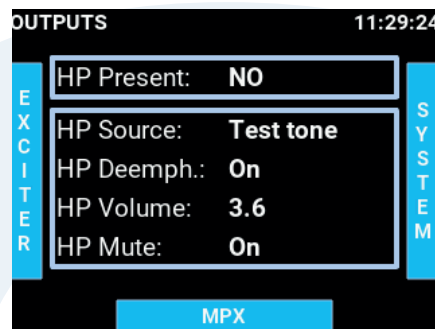 OUTPUTS 11:29:24
HP Present: NO
EXCITER
HP Source: Test tone
HP Deemph.: On
HP Volume: 3.6
HP Mute: On
SYSTEM
MPX